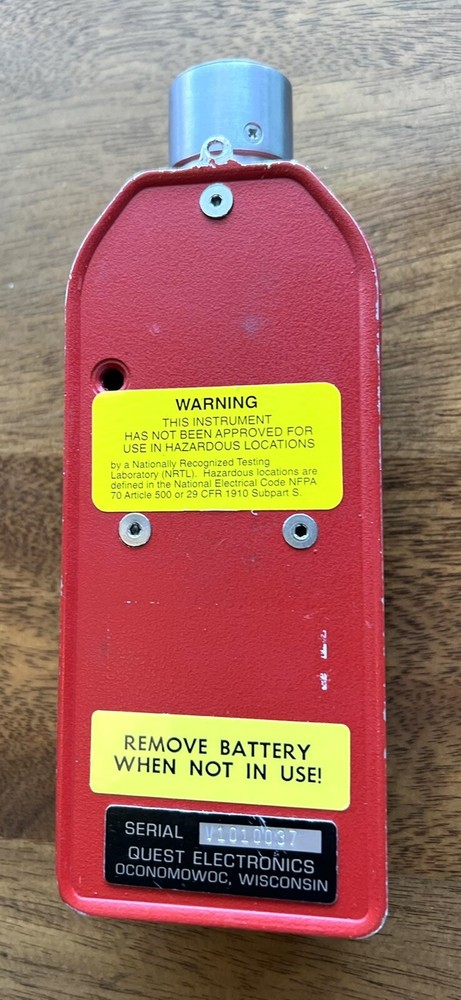 WARNING
THIS INSTRUMENT
HAS NOT BEEN APPROVED FOR
USE IN HAZARDOUS LOCATIONS
by a Nationally Recognized Testing
Laboratory (NRTL). Hazardous locations are
defined in the National Electrical Code NFPA
70 Article 500 or 29 CFR 1910 Subpart S.
REMOVE BATTERY
WHEN NOT IN USE!
SERIAL V1010037
QUEST ELECTRONICS
OCONOMOWOC, WISCONSIN